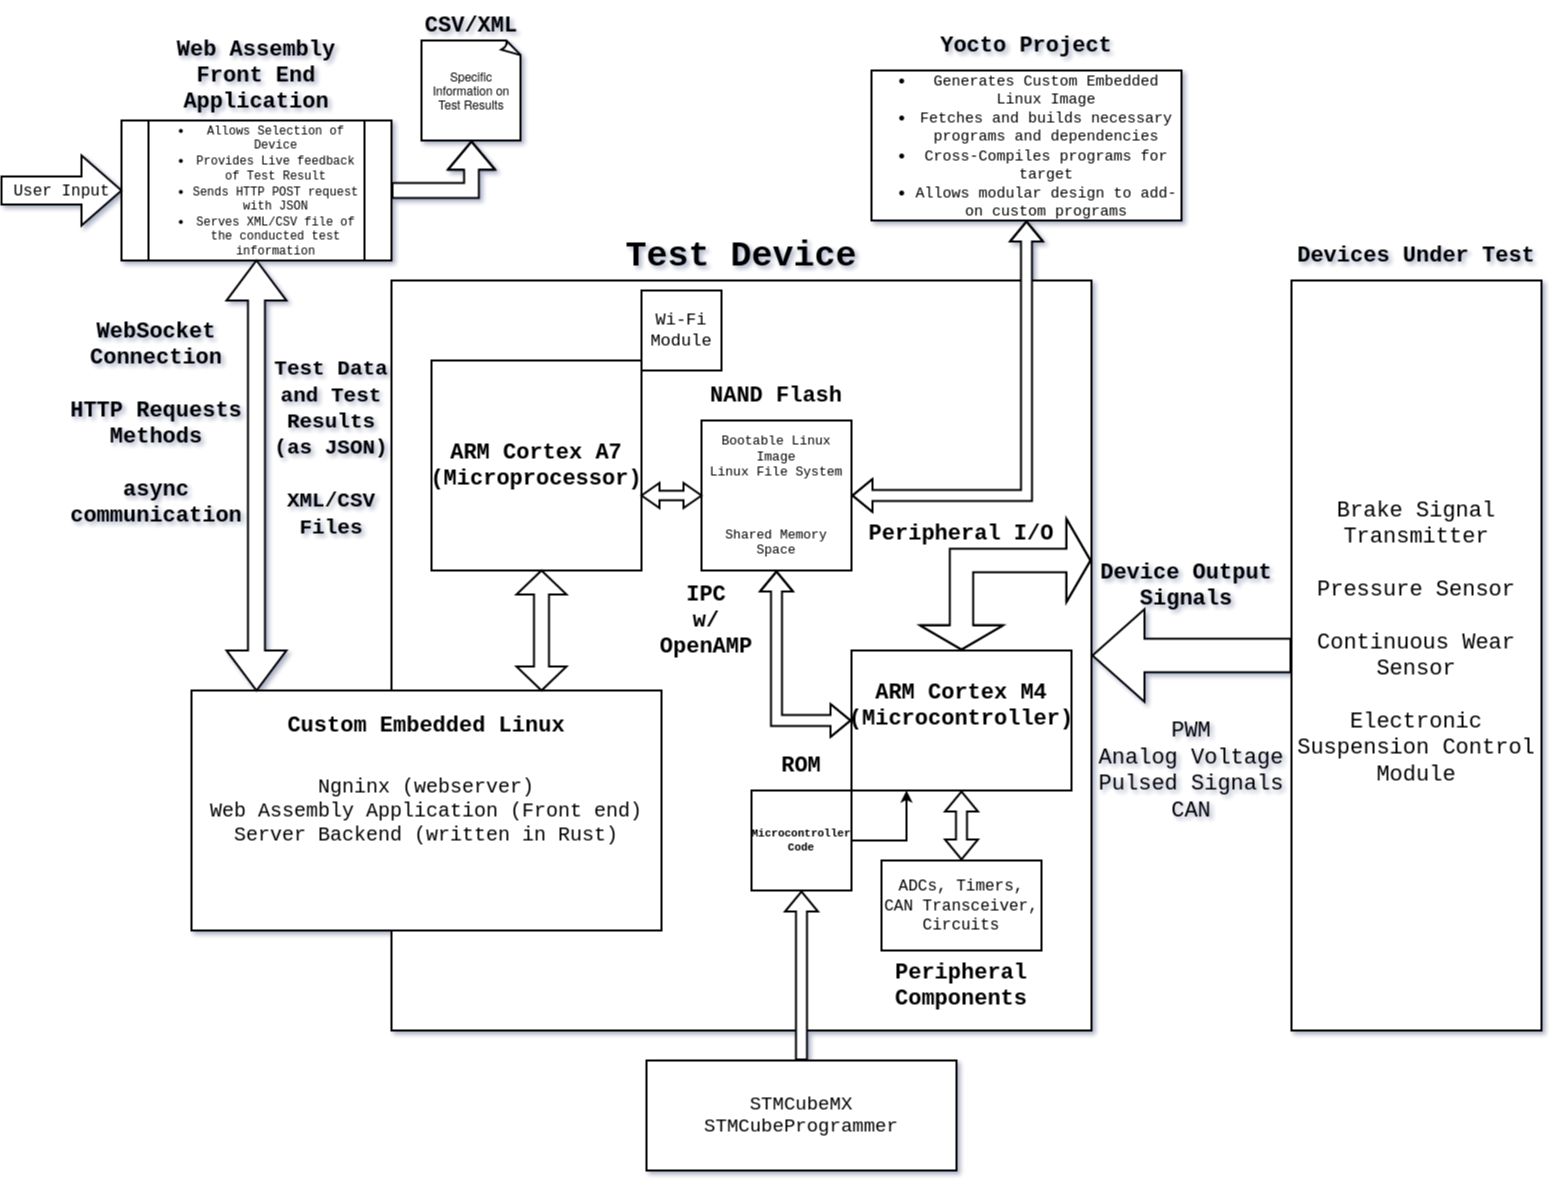 CSV/XML
Specific
Information on
Test Results
Web Assembly
Front End
Application
User Input
• Allows Selection of
Device
• Provides Live feedback
of Test Result
• Sends HTTP POST request
with JSON
• Serves XML/CSV file of
the conducted test
information
Yocto Project
• Generates Custom Embedded
Linux Image
• Fetches and builds necessary
programs and dependencies
• Cross-Compiles programs for
target
• Allows modular design to add-
on custom programs
Test Device
Devices Under Test
WebSocket
Connection
HTTP Requests
Methods
async
communication
Test Data
and Test
Results
(as JSON)
XML/CSV
Files
Wi-Fi
Module
ARM Cortex A7
(Microprocessor)
NAND Flash
Bootable Linux
Image
Linux File System
Shared Memory
Space
Peripheral I/O
IPC
w/
OpenAMP
Device Output
Signals
PWM
Analog Voltage
Pulsed Signals
CAN
Brake Signal
Transmitter
Pressure Sensor
Continuous Wear
Sensor
Electronic
Suspension Control
Module
Custom Embedded Linux
Ngninx (webserver)
Web Assembly Application (Front end)
Server Backend (written in Rust)
ARM Cortex M4
(Microcontroller)
ROM
Microcontroller
Code
ADCs, Timers,
CAN Transceiver,
Circuits
Peripheral
Components
STMCubeMX
STMCubeProgrammer